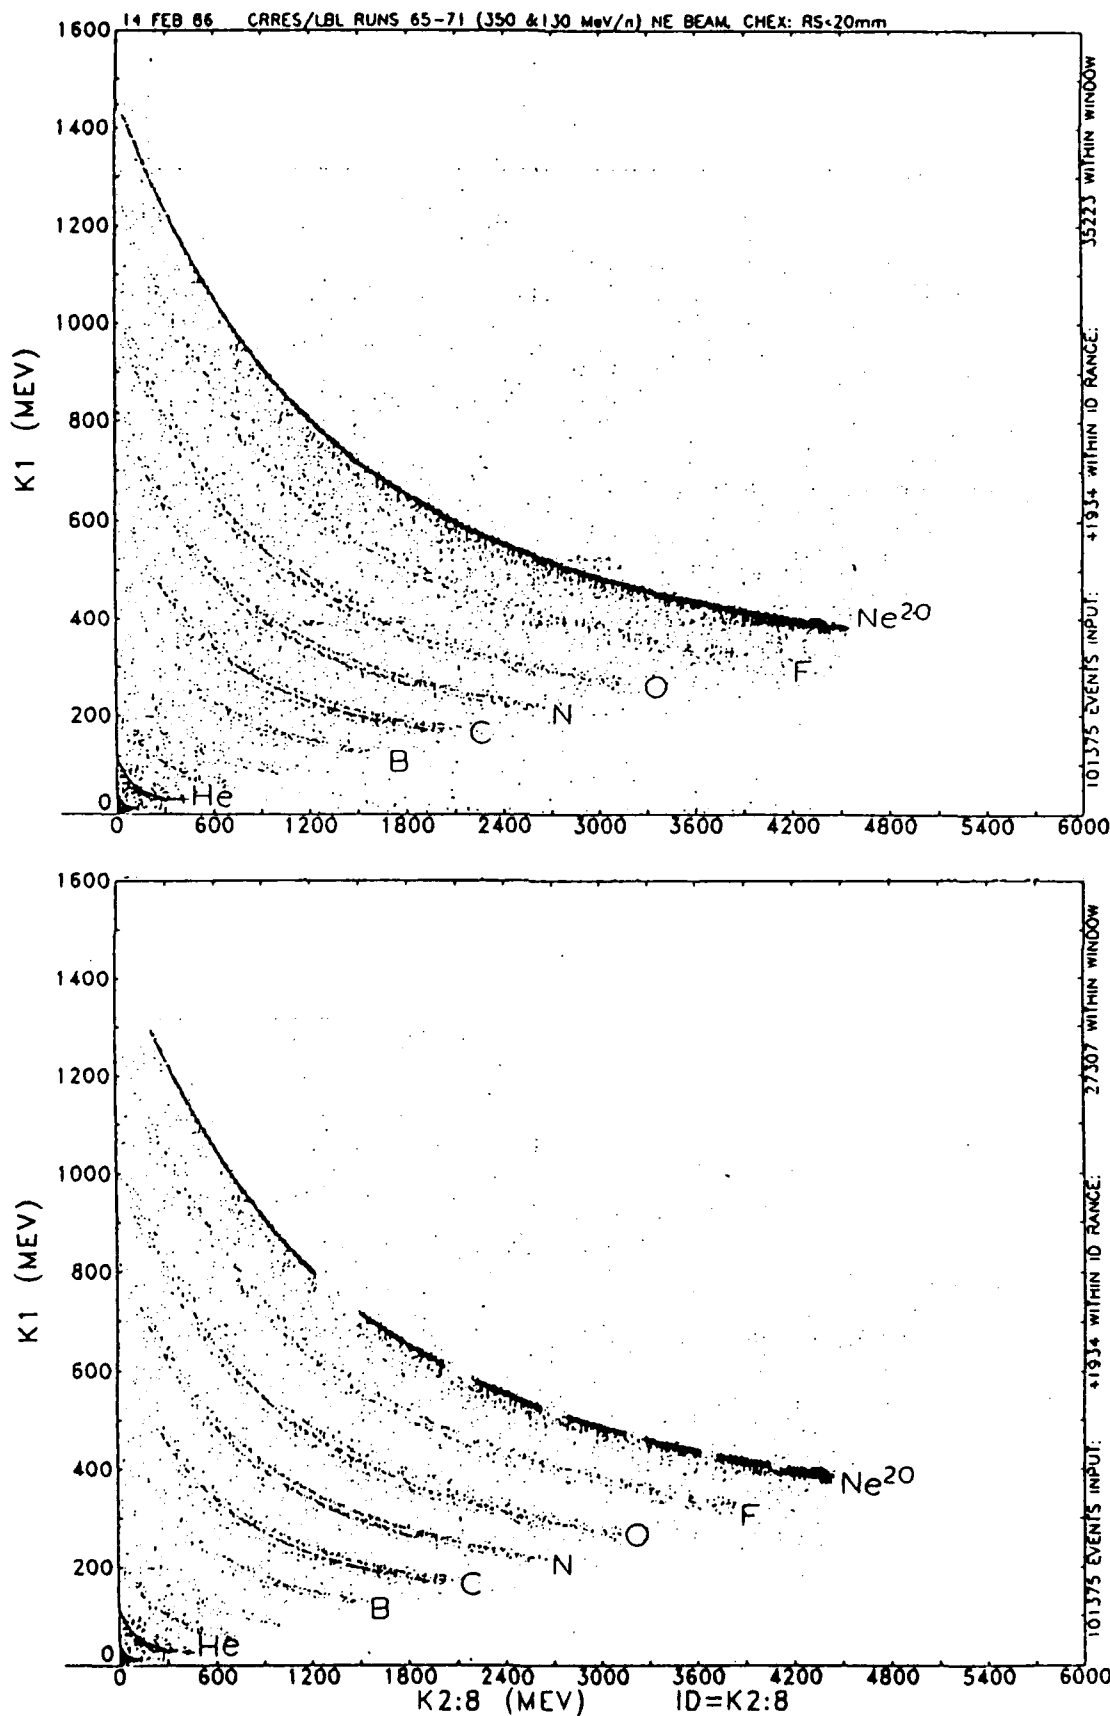 14 FEB 86 CRRES/LBL RUNS 65-71 (350 & 130 MeV/n) NE BEAM, CHEX: RS<20mm
1600
1400
1200
1000
800
600
400
200
0
K1 (MEV)
Ne20
F
O
N
C
B
He
0 600 1200 1800 2400 3000 3600 4200 4800 5400 6000
101375 EVENTS INPUT: +1934 WITHIN ID RANGE: 35223 WITHIN WINDOW
1600
1400
1200
1000
800
600
400
200
0
K1 (MEV)
Ne20
F
O
N
C
B
He
0 600 1200 1800 2400 3000 3600 4200 4800 5400 6000
K2:8 (MEV) ID=K2:8
101375 EVENTS INPUT: +1934 WITHIN ID RANGE: 27307 WITHIN WINDOW